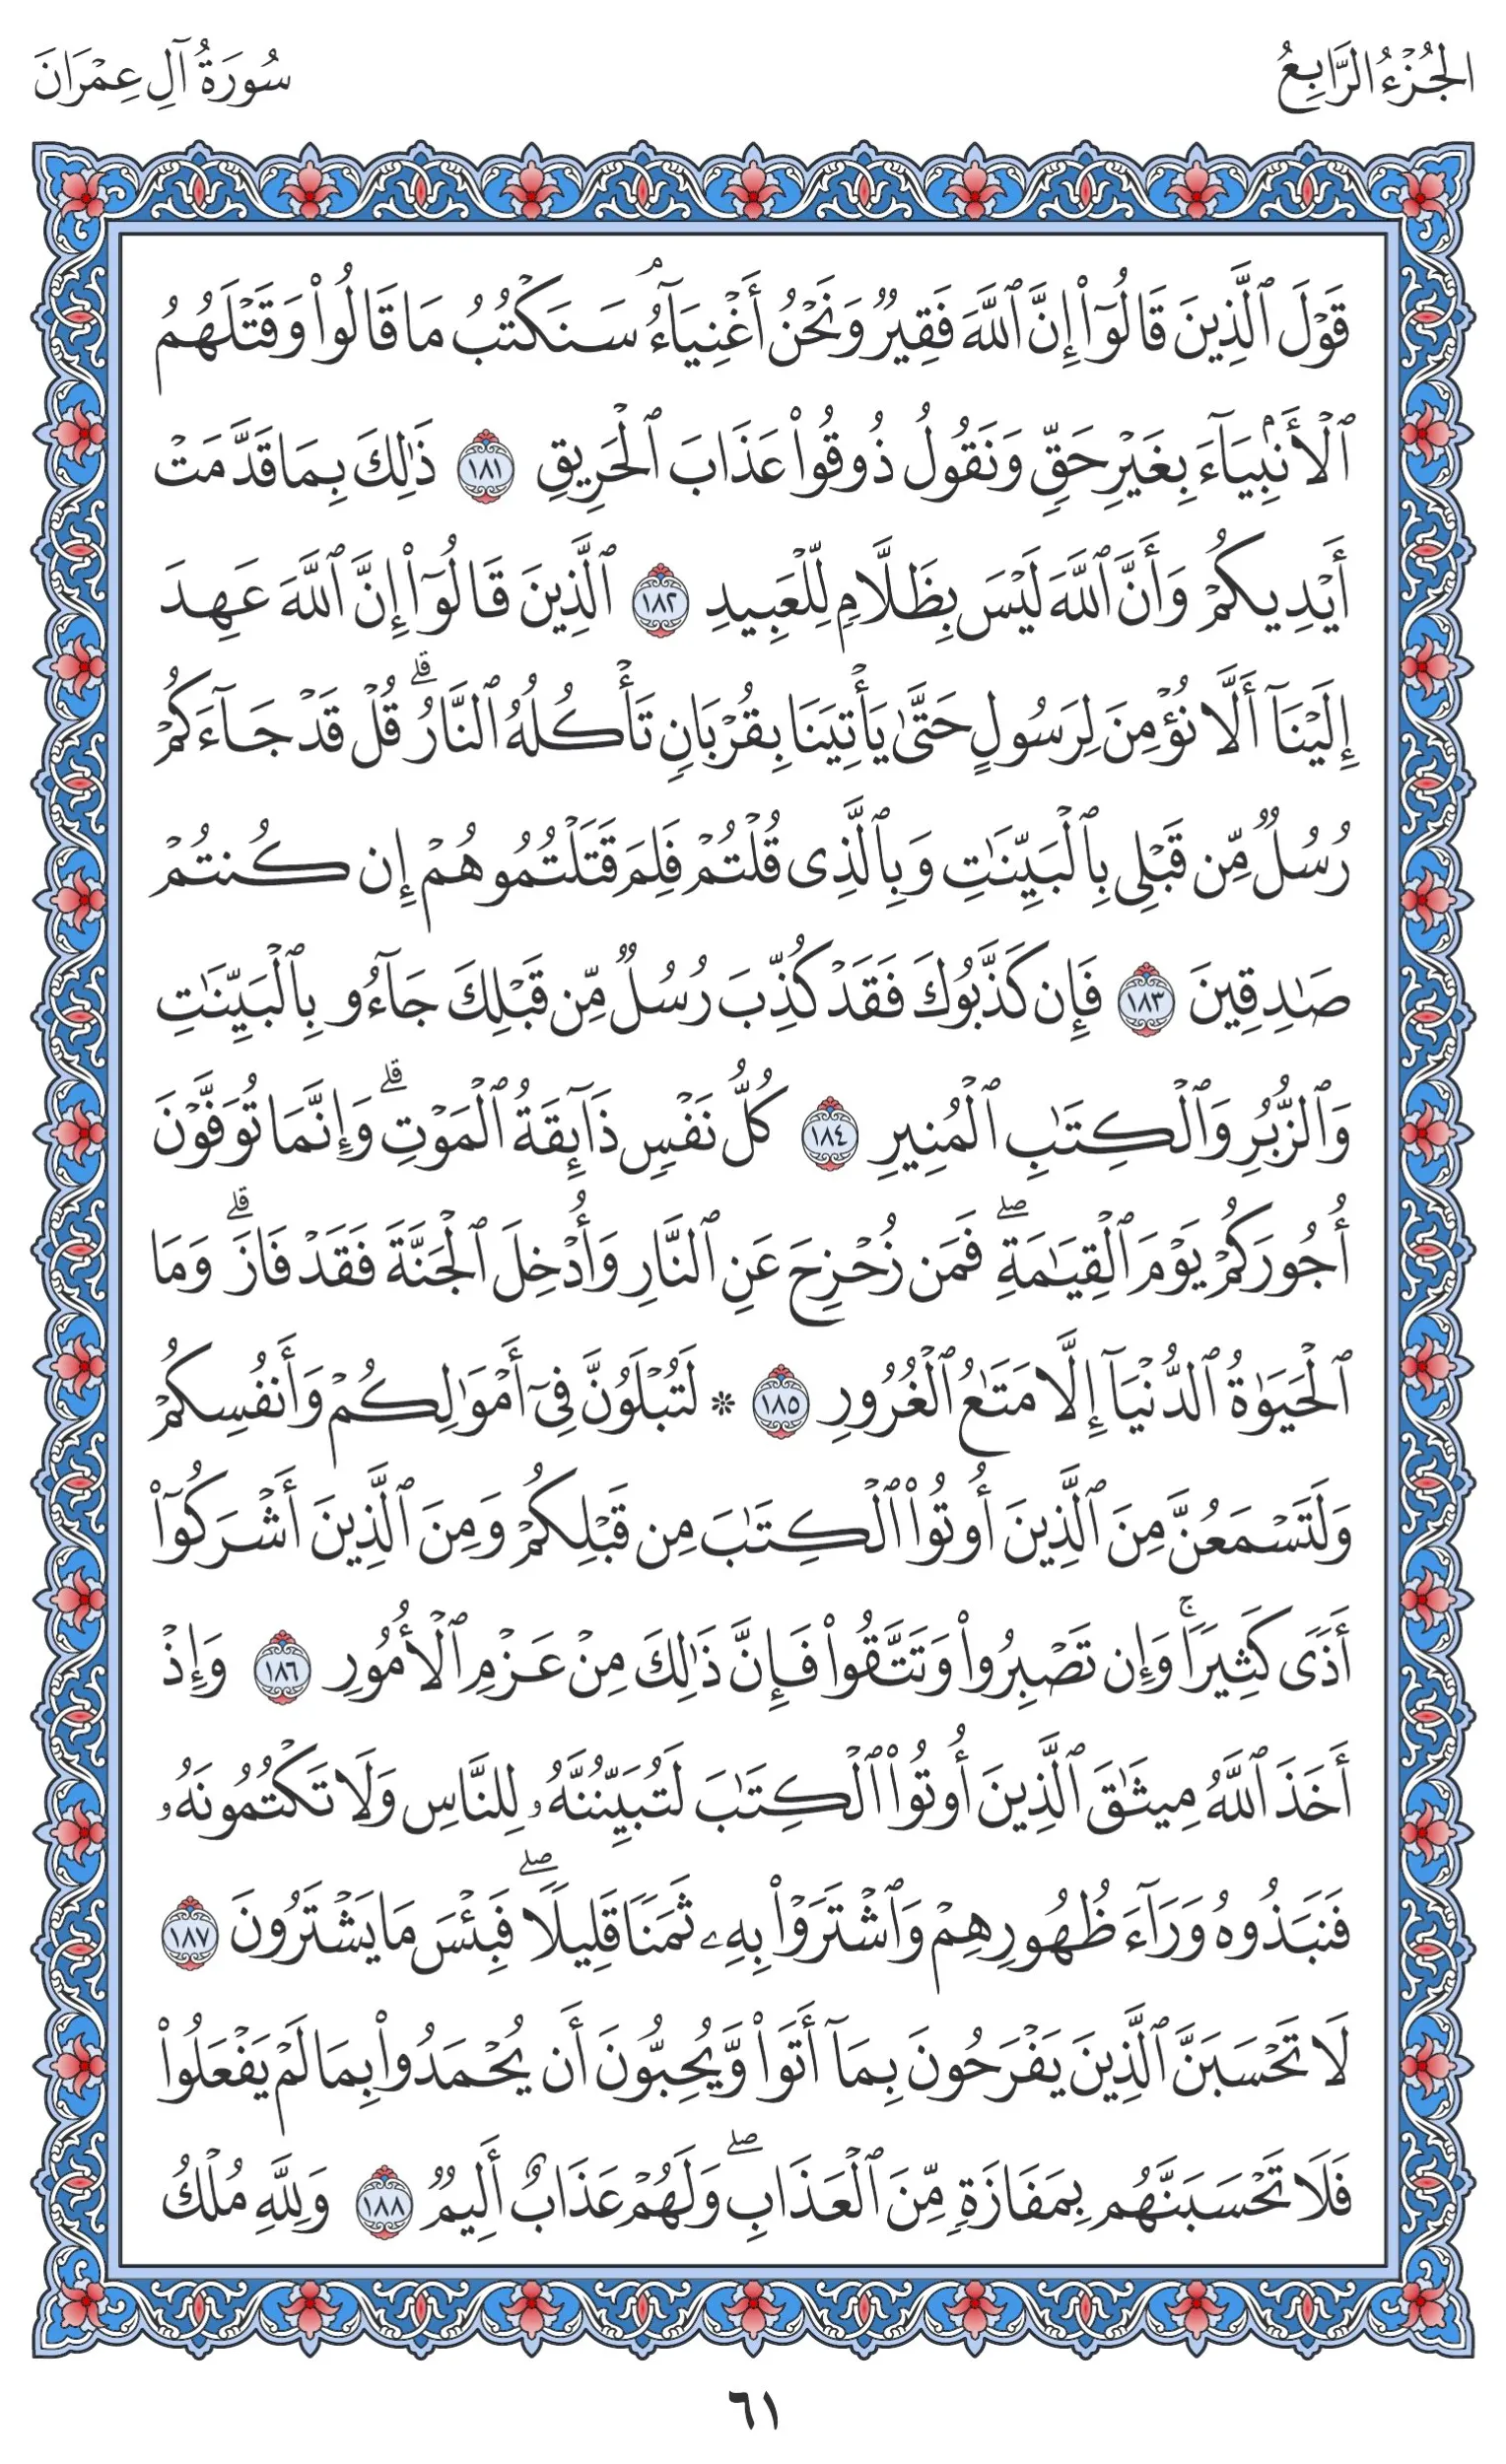 الجُزْءُ الرَّابِعُ
سُورَةُ آلِ عِمْرَانَ
قَوْلَ ٱلَّذِينَ قَالُوٓا۟ إِنَّ ٱللَّهَ فَقِيرٌ وَنَحْنُ أَغْنِيَآءُ ۘ سَنَكْتُبُ مَا قَالُوا۟ وَقَتْلَهُمُ
ٱلْأَنۢبِيَآءَ بِغَيْرِ حَقٍّ وَنَقُولُ ذُوقُوا۟ عَذَابَ ٱلْحَرِيقِ ١٨١ ذَٰلِكَ بِمَا قَدَّمَتْ
أَيْدِيكُمْ وَأَنَّ ٱللَّهَ لَيْسَ بِظَلَّامٍ لِّلْعَبِيدِ ١٨٢ ٱلَّذِينَ قَالُوٓا۟ إِنَّ ٱللَّهَ عَهِدَ
إِلَيْنَآ أَلَّا نُؤْمِنَ لِرَسُولٍ حَتَّىٰ يَأْتِيَنَا بِقُرْبَانٍ تَأْكُلُهُ ٱلنَّارُ ۗ قُلْ قَدْ جَآءَكُمْ
رُسُلٌ مِّن قَبْلِى بِٱلْبَيِّنَٰتِ وَبِٱلَّذِى قُلْتُمْ فَلِمَ قَتَلْتُمُوهُمْ إِن كُنتُمْ
صَٰدِقِينَ ١٨٣ فَإِن كَذَّبُوكَ فَقَدْ كُذِّبَ رُسُلٌ مِّن قَبْلِكَ جَآءُو بِٱلْبَيِّنَٰتِ
وَٱلزُّبُرِ وَٱلْكِتَٰبِ ٱلْمُنِيرِ ١٨٤ كُلُّ نَفْسٍ ذَآئِقَةُ ٱلْمَوْتِ ۗ وَإِنَّمَا تُوَفَّوْنَ
أُجُورَكُمْ يَوْمَ ٱلْقِيَٰمَةِ ۖ فَمَن زُحْزِحَ عَنِ ٱلنَّارِ وَأُدْخِلَ ٱلْجَنَّةَ فَقَدْ فَازَ ۗ وَمَا
ٱلْحَيَوٰةُ ٱلدُّنْيَآ إِلَّا مَتَٰعُ ٱلْغُرُورِ ١٨٥ * لَتُبْلَوُنَّ فِىٓ أَمْوَٰلِكُمْ وَأَنفُسِكُمْ
وَلَتَسْمَعُنَّ مِنَ ٱلَّذِينَ أُوتُوا۟ ٱلْكِتَٰبَ مِن قَبْلِكُمْ وَمِنَ ٱلَّذِينَ أَشْرَكُوٓا۟
أَذًى كَثِيرًا ۚ وَإِن تَصْبِرُوا۟ وَتَتَّقُوا۟ فَإِنَّ ذَٰلِكَ مِنْ عَزْمِ ٱلْأُمُورِ ١٨٦ وَإِذْ
أَخَذَ ٱللَّهُ مِيثَٰقَ ٱلَّذِينَ أُوتُوا۟ ٱلْكِتَٰبَ لَتُبَيِّنُنَّهُۥ لِلنَّاسِ وَلَا تَكْتُمُونَهُۥ
فَنَبَذُوهُ وَرَآءَ ظُهُورِهِمْ وَٱشْتَرَوْا۟ بِهِۦ ثَمَنًا قَلِيلًا ۖ فَبِئْسَ مَا يَشْتَرُونَ ١٨٧
لَا تَحْسَبَنَّ ٱلَّذِينَ يَفْرَحُونَ بِمَآ أَتَوا۟ وَّيُحِبُّونَ أَن يُحْمَدُوا۟ بِمَا لَمْ يَفْعَلُوا۟
فَلَا تَحْسَبَنَّهُم بِمَفَازَةٍ مِّنَ ٱلْعَذَابِ ۖ وَلَهُمْ عَذَابٌ أَلِيمٌ ١٨٨ وَلِلَّهِ مُلْكُ
٦١